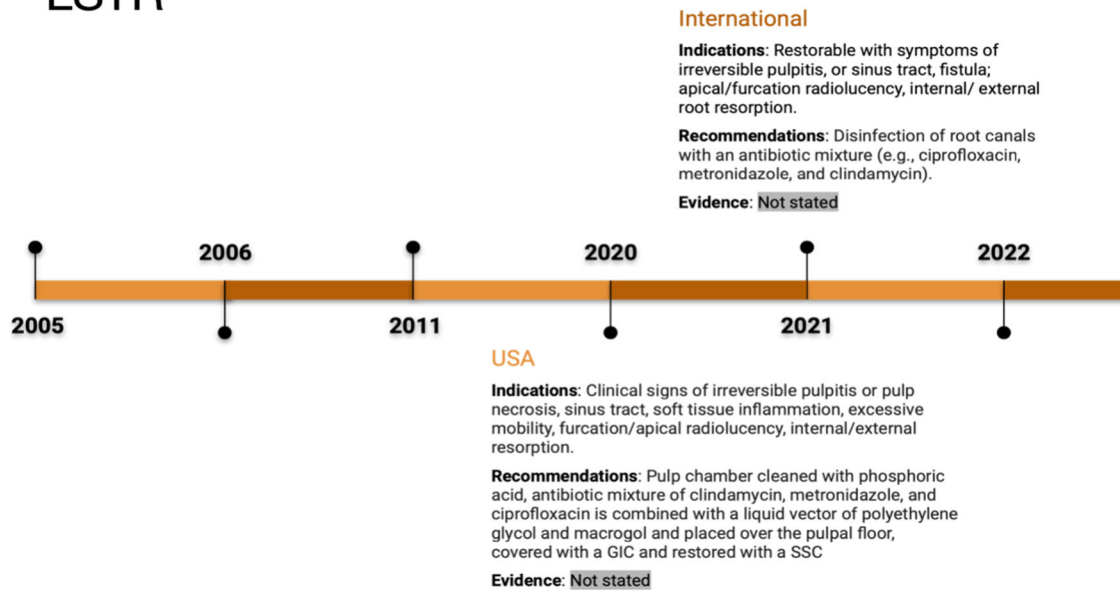 LSTR
International
Indications: Restorable with symptoms of
irreversible pulpitis, or sinus tract, fistula;
apical/furcation radiolucency, internal/ external
root resorption.
Recommendations: Disinfection of root canals
with an antibiotic mixture (e.g., ciprofloxacin,
metronidazole, and clindamycin).
Evidence: Not stated
2006
2020
2022
2005
2011
2021
USA
Indications: Clinical signs of irreversible pulpitis or pulp
necrosis, sinus tract, soft tissue inflammation, excessive
mobility, furcation/apical radiolucency, internal/external
resorption.
Recommendations: Pulp chamber cleaned with phosphoric
acid, antibiotic mixture of clindamycin, metronidazole, and
ciprofloxacin is combined with a liquid vector of polyethylene
glycol and macrogol and placed over the pulpal floor,
covered with a GIC and restored with a SSC
Evidence: Not stated